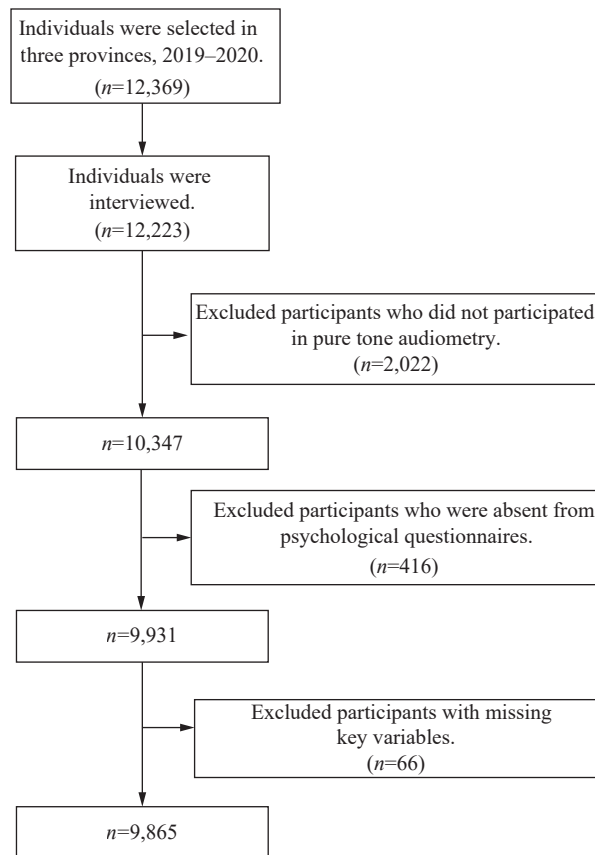 Individuals were selected in
three provinces, 2019–2020.
(n=12,369)
Individuals were
interviewed.
(n=12,223)
Excluded participants who did not participated
in pure tone audiometry.
(n=2,022)
n=10,347
Excluded participants who were absent from
psychological questionnaires.
(n=416)
n=9,931
Excluded participants with missing
key variables.
(n=66)
n=9,865